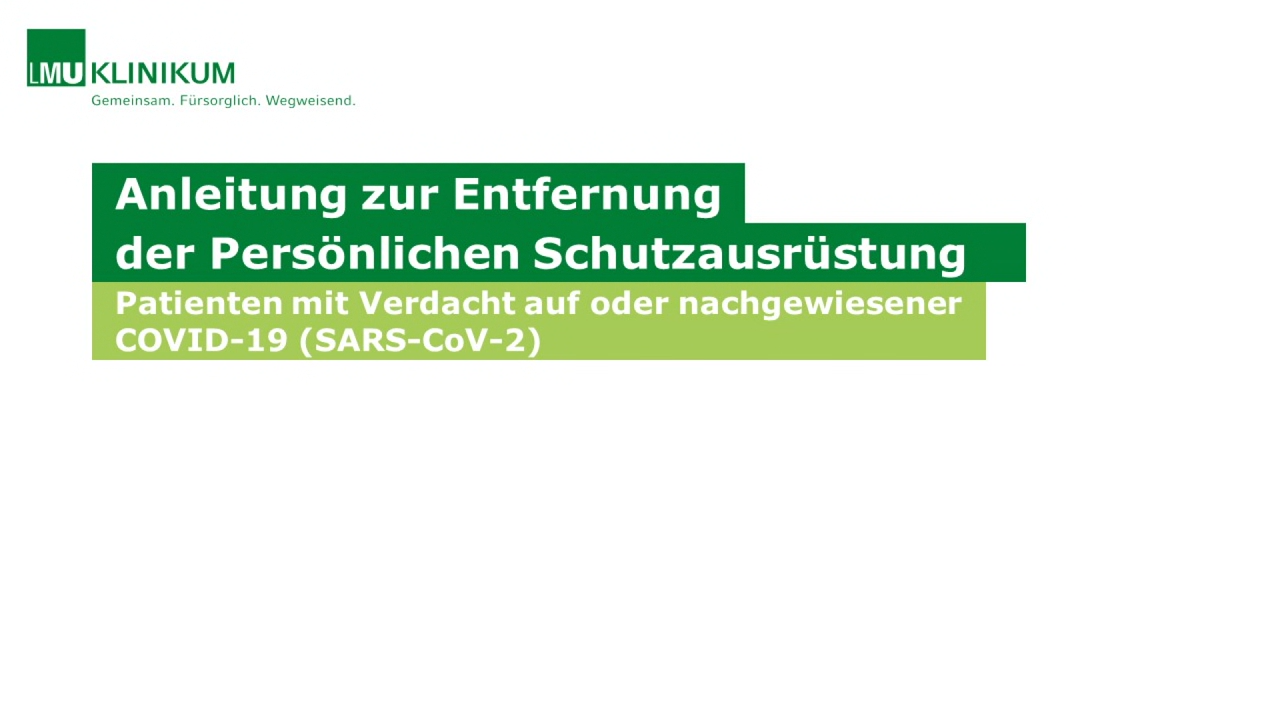 LMU KLINIKUM
Gemeinsam. Fürsorglich. Wegweisend.
Anleitung zur Entfernung
der Persönlichen Schutzausrüstung
Patienten mit Verdacht auf oder nachgewiesener
COVID-19 (SARS-CoV-2)